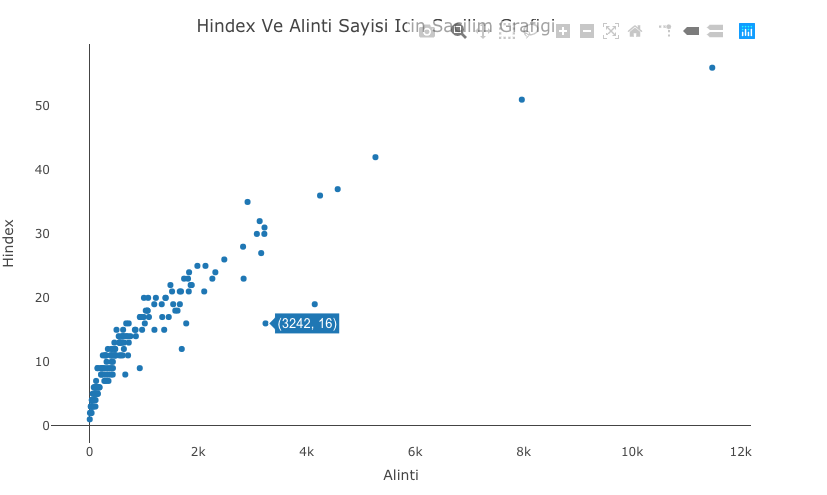 Hindex Ve Alinti Sayisi Icin Sacilim Grafigi
50
40
30
20
10
0
Hindex
(3242, 16)
0
2k
4k
6k
8k
10k
12k
Alinti